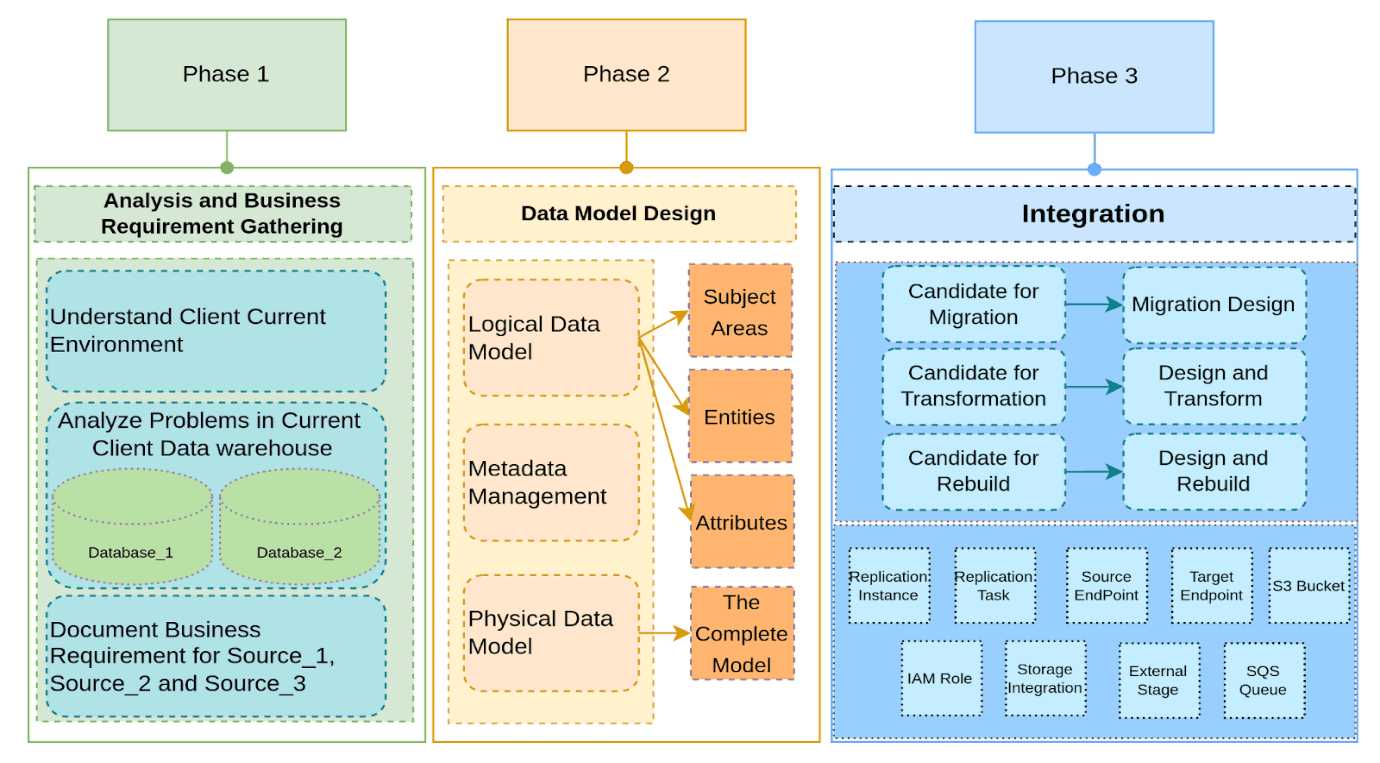 Phase 1
Phase 2
Phase 3
Analysis and Business
Requirement Gathering
Understand Client Current
Environment
Analyze Problems in Current
Client Data warehouse
Database_1
Database_2
Document Business
Requirement for Source_1,
Source_2 and Source_3
Data Model Design
Logical Data
Model
Metadata
Management
Physical Data
Model
Subject
Areas
Entities
Attributes
The
Complete
Model
Integration
Candidate for
Migration
Migration Design
Candidate for
Transformation
Design and
Transform
Candidate for
Rebuild
Design and
Rebuild
Replication
Instance
Replication
Task
Source
EndPoint
Target
Endpoint
S3 Bucket
IAM Role
Storage
Integration
External
Stage
SQS
Queue